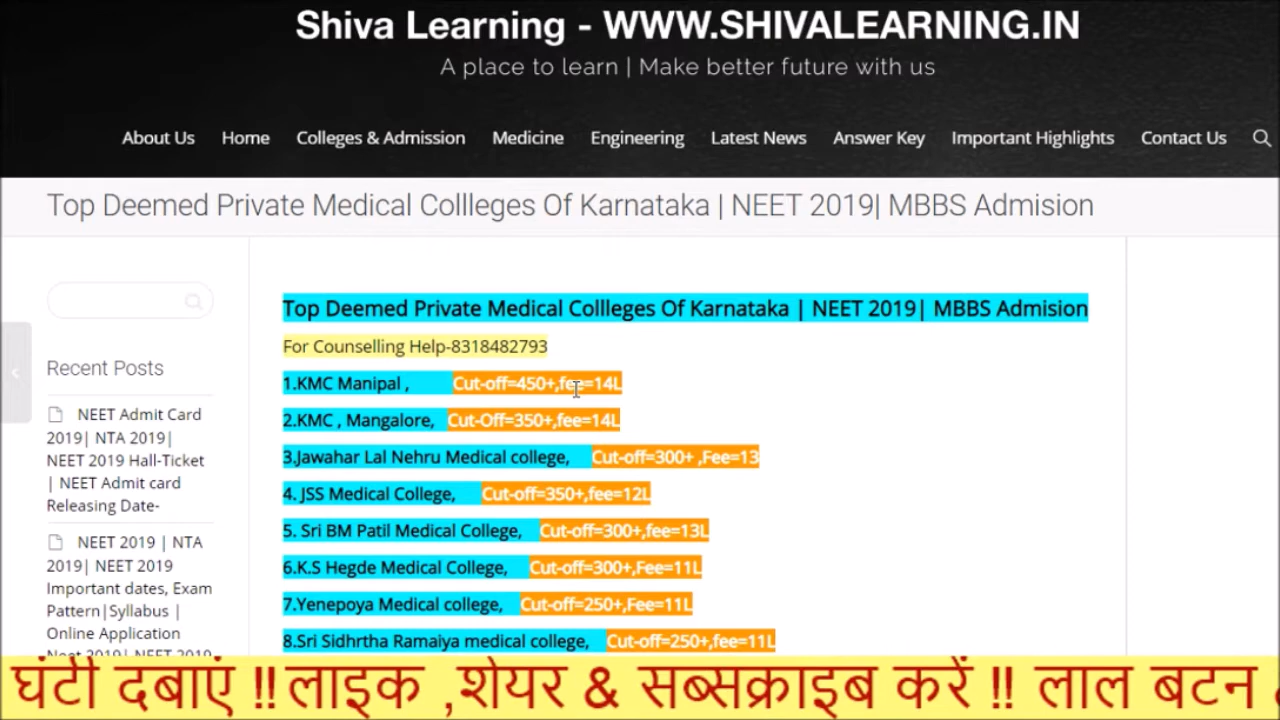 Shiva Learning - WWW.SHIVALEARNING.IN
A place to learn | Make better future with us
About Us Home Colleges & Admission Medicine Engineering Latest News Answer Key Important Highlights Contact Us
Top Deemed Private Medical Collleges Of Karnataka | NEET 2019| MBBS Admision
Top Deemed Private Medical Collleges Of Karnataka | NEET 2019| MBBS Admision
For Counselling Help-8318482793
1.KMC Manipal , Cut-off=450+,fee=14L
2.KMC , Mangalore, Cut-Off=350+,fee=14L
3.Jawahar Lal Nehru Medical college, Cut-off=300+ ,Fee=13
4. JSS Medical College, Cut-off=350+,fee=12L
5. Sri BM Patil Medical College, Cut-off=300+,fee=13L
6.K.S Hegde Medical College, Cut-off=300+,Fee=11L
7.Yenepoya Medical college, Cut-off=250+,Fee=11L
8.Sri Sidhrtha Ramaiya medical college, Cut-off=250+,fee=11L
Recent Posts
NEET Admit Card
2019| NTA 2019|
NEET 2019 Hall-Ticket
| NEET Admit card
Releasing Date-
NEET 2019 | NTA
2019| NEET 2019
Important dates, Exam
Pattern|Syllabus |
Online Application
घंटी दबाएं !! लाइक ,शेयर & सब्सक्राइब करें !! लाल बटन